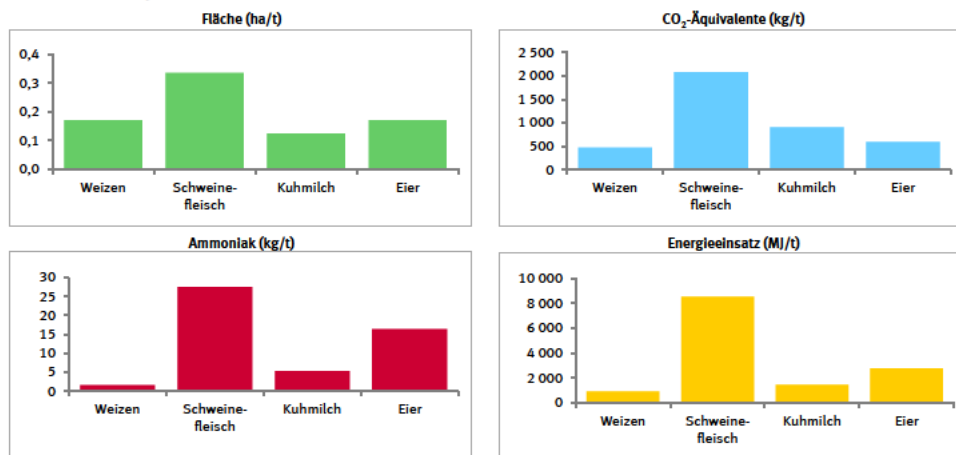 Fläche (ha/t)
0,4
0,3
0,2
0,1
0,0
Weizen
Schweine-
fleisch
Kuhmilch
Eier
CO₂-Äquivalente (kg/t)
2 500
2 000
1 500
1 000
500
0
Weizen
Schweine-
fleisch
Kuhmilch
Eier
Ammoniak (kg/t)
30
25
20
15
10
5
0
Weizen
Schweine-
fleisch
Kuhmilch
Eier
Energieeinsatz (MJ/t)
10 000
8 000
6 000
4 000
2 000
0
Weizen
Schweine-
fleisch
Kuhmilch
Eier